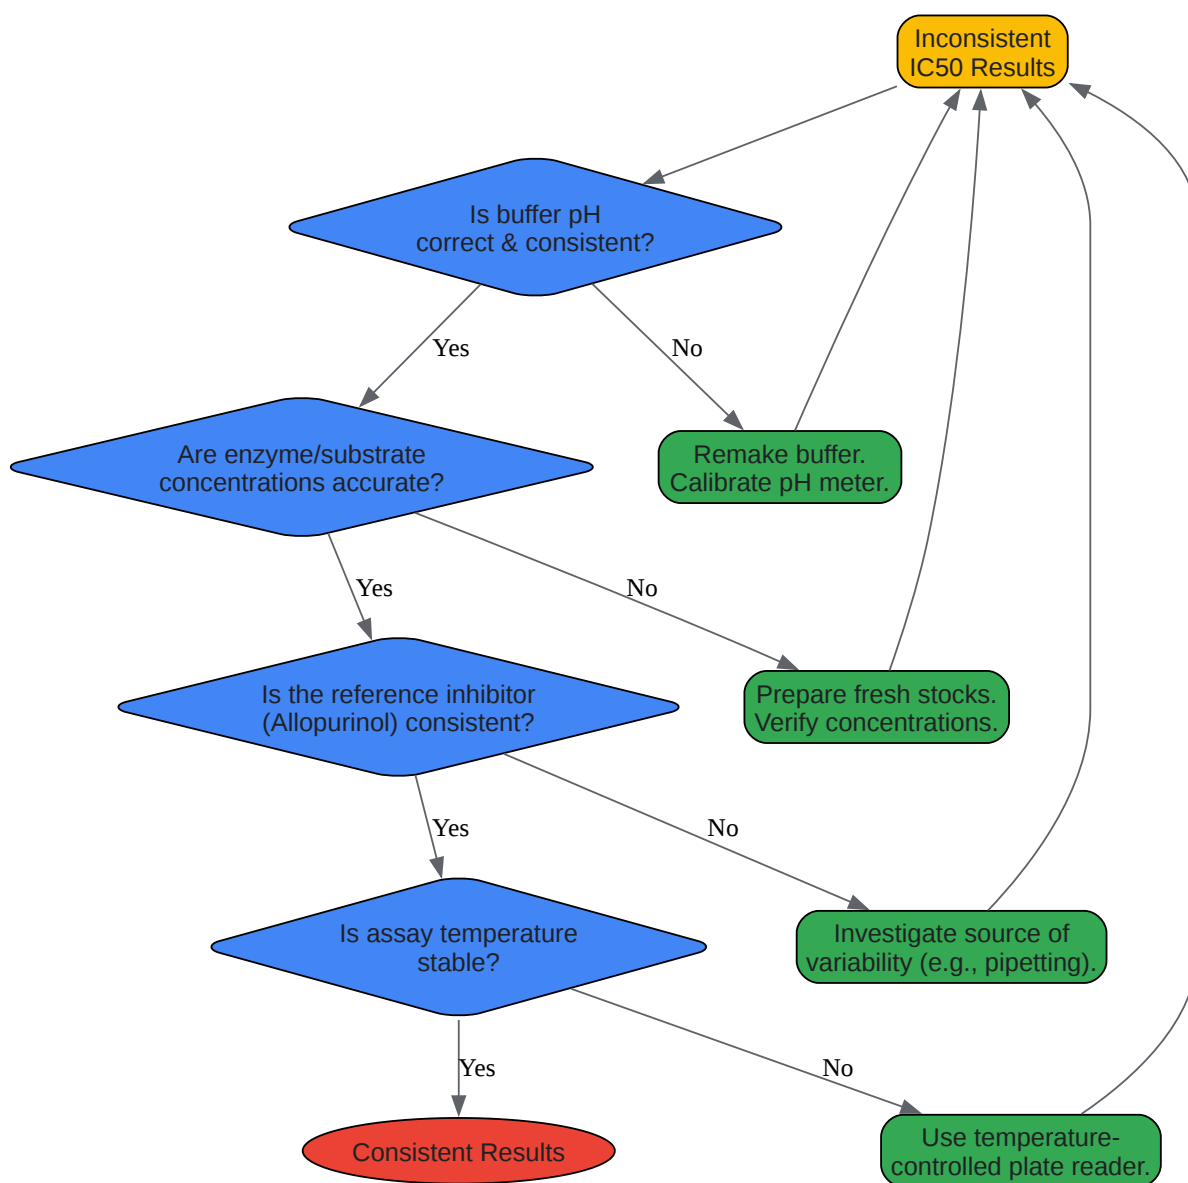 Inconsistent
IC50 Results
Is buffer pH
correct & consistent?
Yes
No
Are enzyme/substrate
concentrations accurate?
Remake buffer.
Calibrate pH meter.
Yes
No
Is the reference inhibitor
(Allopurinol) consistent?
Prepare fresh stocks.
Verify concentrations.
Yes
No
Is assay temperature
stable?
Investigate source of
variability (e.g., pipetting).
Yes
No
Consistent Results
Use temperature-
controlled plate reader.